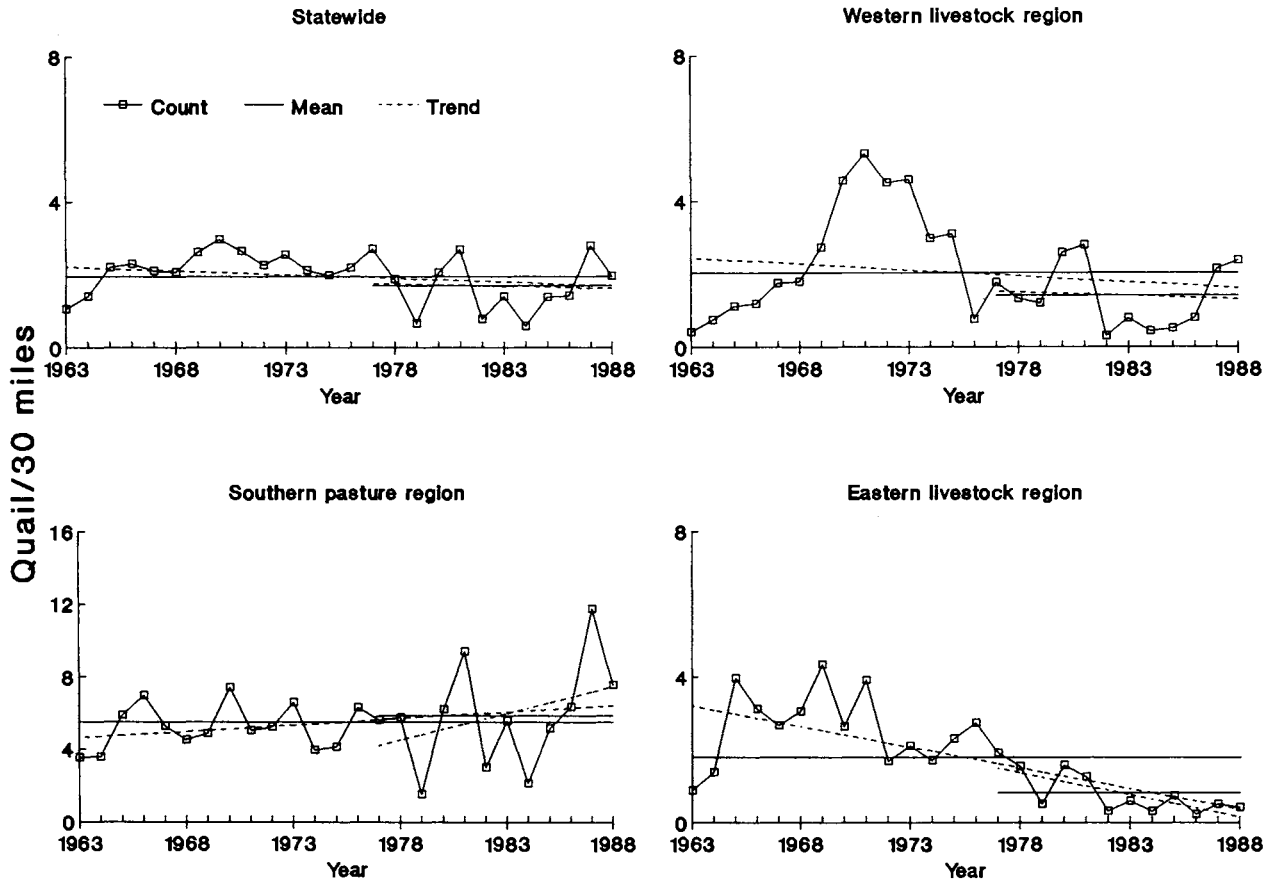 Statewide
8
4
0
1963 1968 1973 1978 1983 1988
Year
Count Mean Trend
Western livestock region
8
4
0
1963 1968 1973 1978 1983 1988
Year
Quail/30 miles
Southern pasture region
16
12
8
4
0
1963 1968 1973 1978 1983 1988
Year
Eastern livestock region
8
4
0
1963 1968 1973 1978 1983 1988
Year